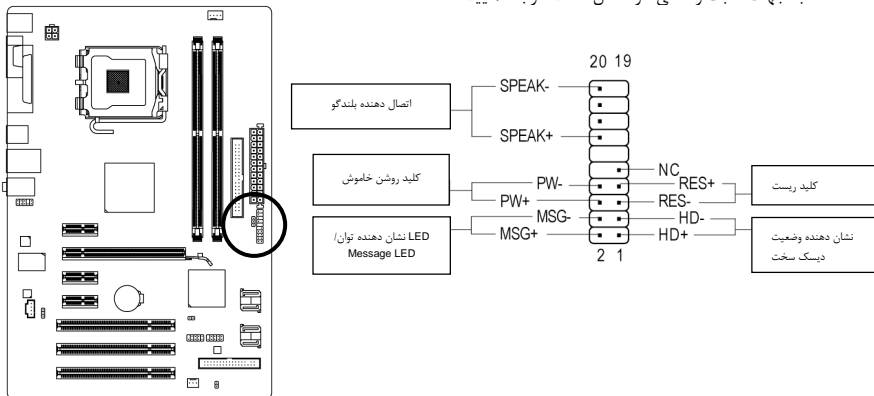 20 19
SPEAK-
اتصال دهنده بلندگو
SPEAK+
NC
کلید روشن خاموش
PW-
RES+
کلید ریست
PW+
RES-
MSG-
HD-
LED نشان دهنده توان/
Message LED
MSG+
HD+
نشان دهنده وضعیت
دیسک سخت
2 1